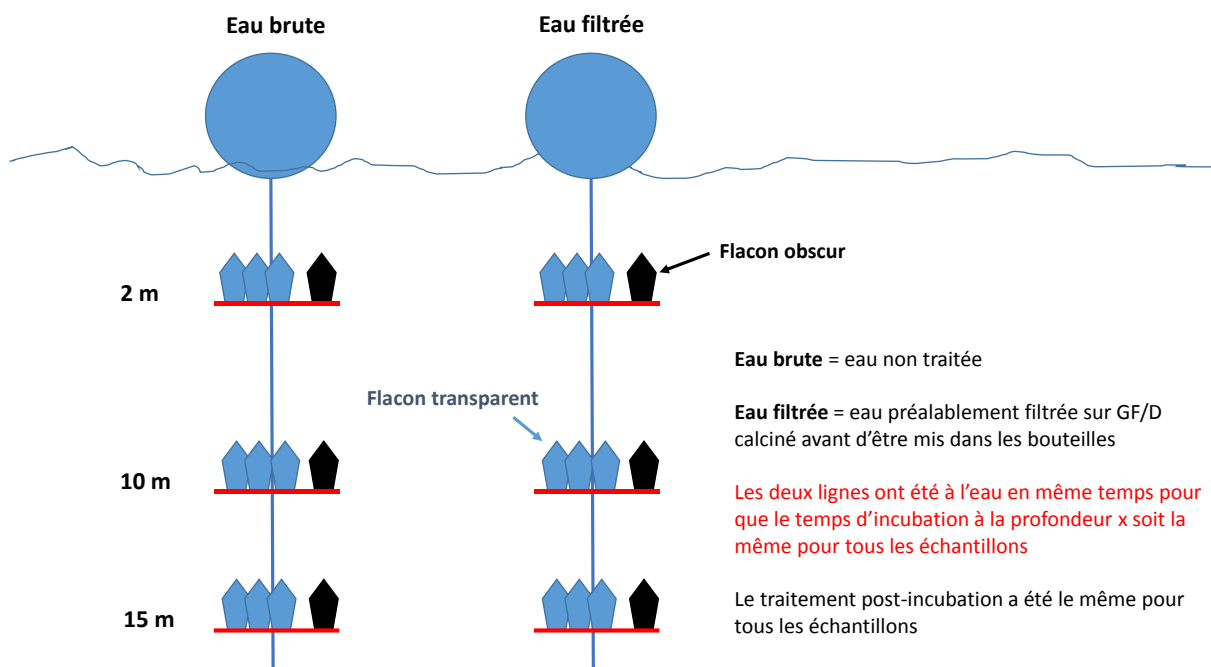 Eau brute
Eau filtrée
Flacon obscur
2 m
Eau brute = eau non traitée
Flacon transparent
Eau filtrée = eau préalablement filtrée sur GF/D
calciné avant d'être mis dans les bouteilles
10 m
Les deux lignes ont été à l'eau en même temps pour
que le temps d'incubation à la profondeur x soit la
même pour tous les échantillons
15 m
Le traitement post-incubation a été le même pour
tous les échantillons